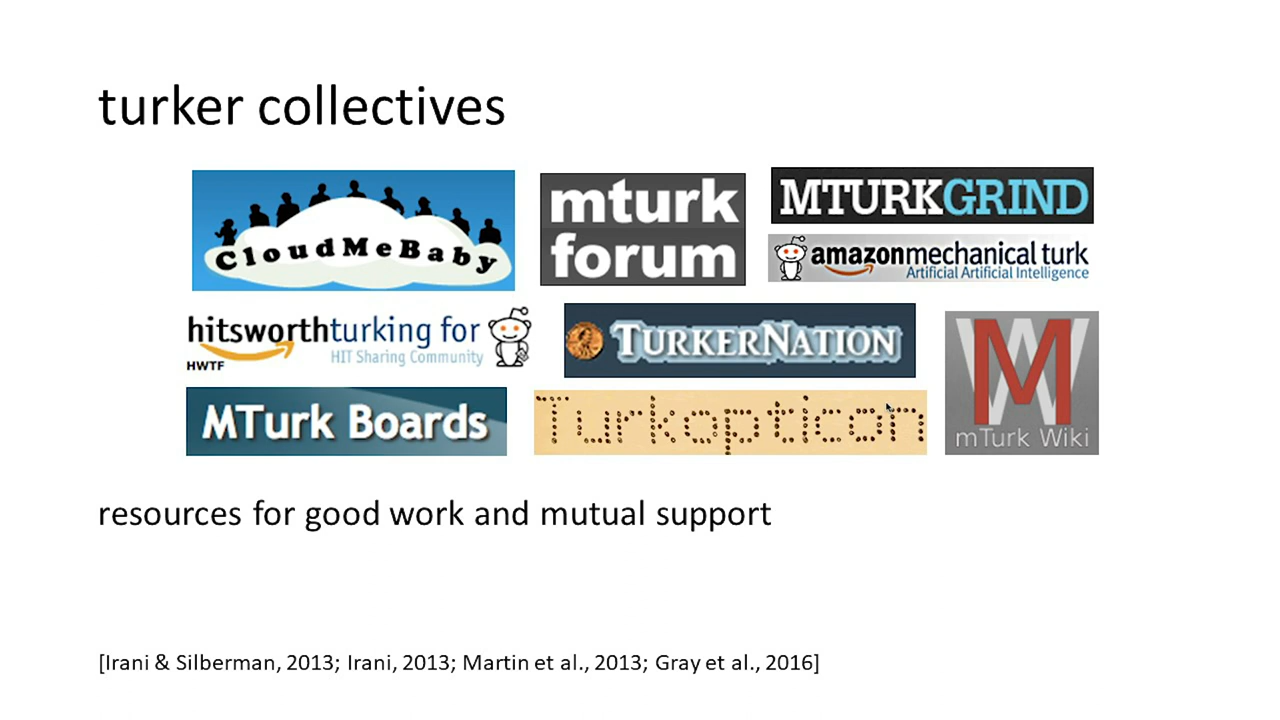 turker collectives
CloudMeBaby
mturk
forum
MTURKGRIND
amazonmechanical turk
Artificial Artificial Intelligence
hitsworthturking for
HIT Sharing Community
HWTF
TURKERNATION
MTurk Boards
Turkopticon
M
mTurk Wiki
resources for good work and mutual support
[Irani & Silberman, 2013; Irani, 2013; Martin et al., 2013; Gray et al., 2016]